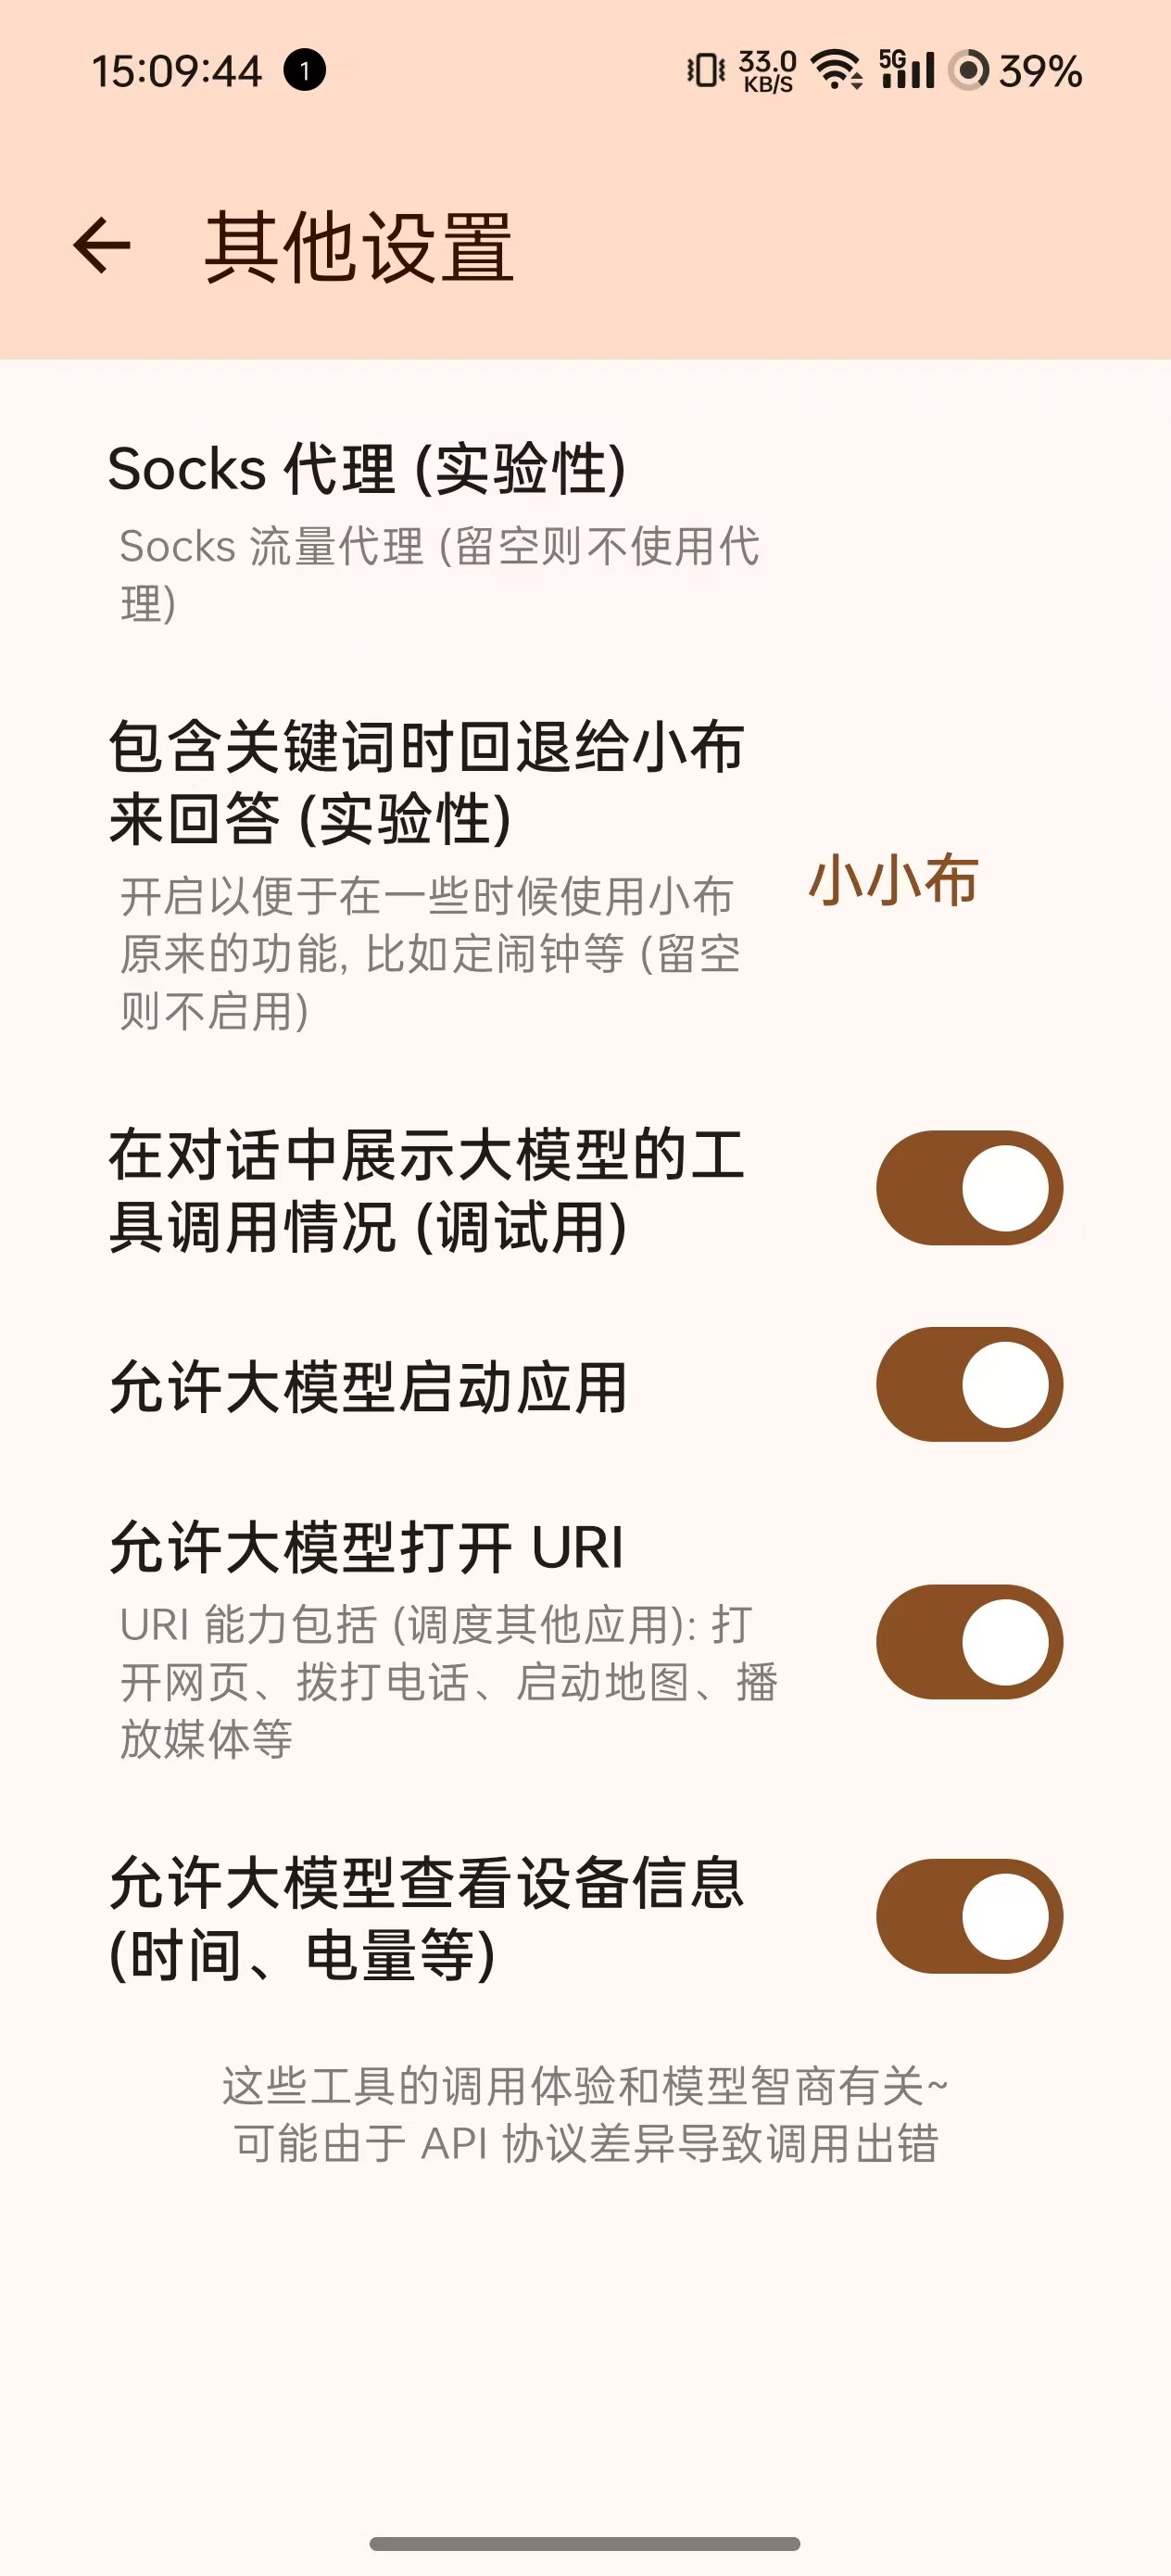 15:09:44 1 33.0 KB/S 5G 39%
其他设置
Socks 代理 (实验性)
Socks 流量代理 (留空则不使用代
理)
包含关键词时回退给小布
来回答 (实验性)
开启以便于在一些时候使用小布
原来的功能, 比如定闹钟等 (留空
则不启用)
小小布
在对话中展示大模型的工
具调用情况 (调试用)
允许大模型启动应用
允许大模型打开 URI
URI 能力包括 (调度其他应用): 打
开网页、拨打电话、启动地图、播
放媒体等
允许大模型查看设备信息
(时间、电量等)
这些工具的调用体验和模型智商有关~
可能由于 API 协议差异导致调用出错